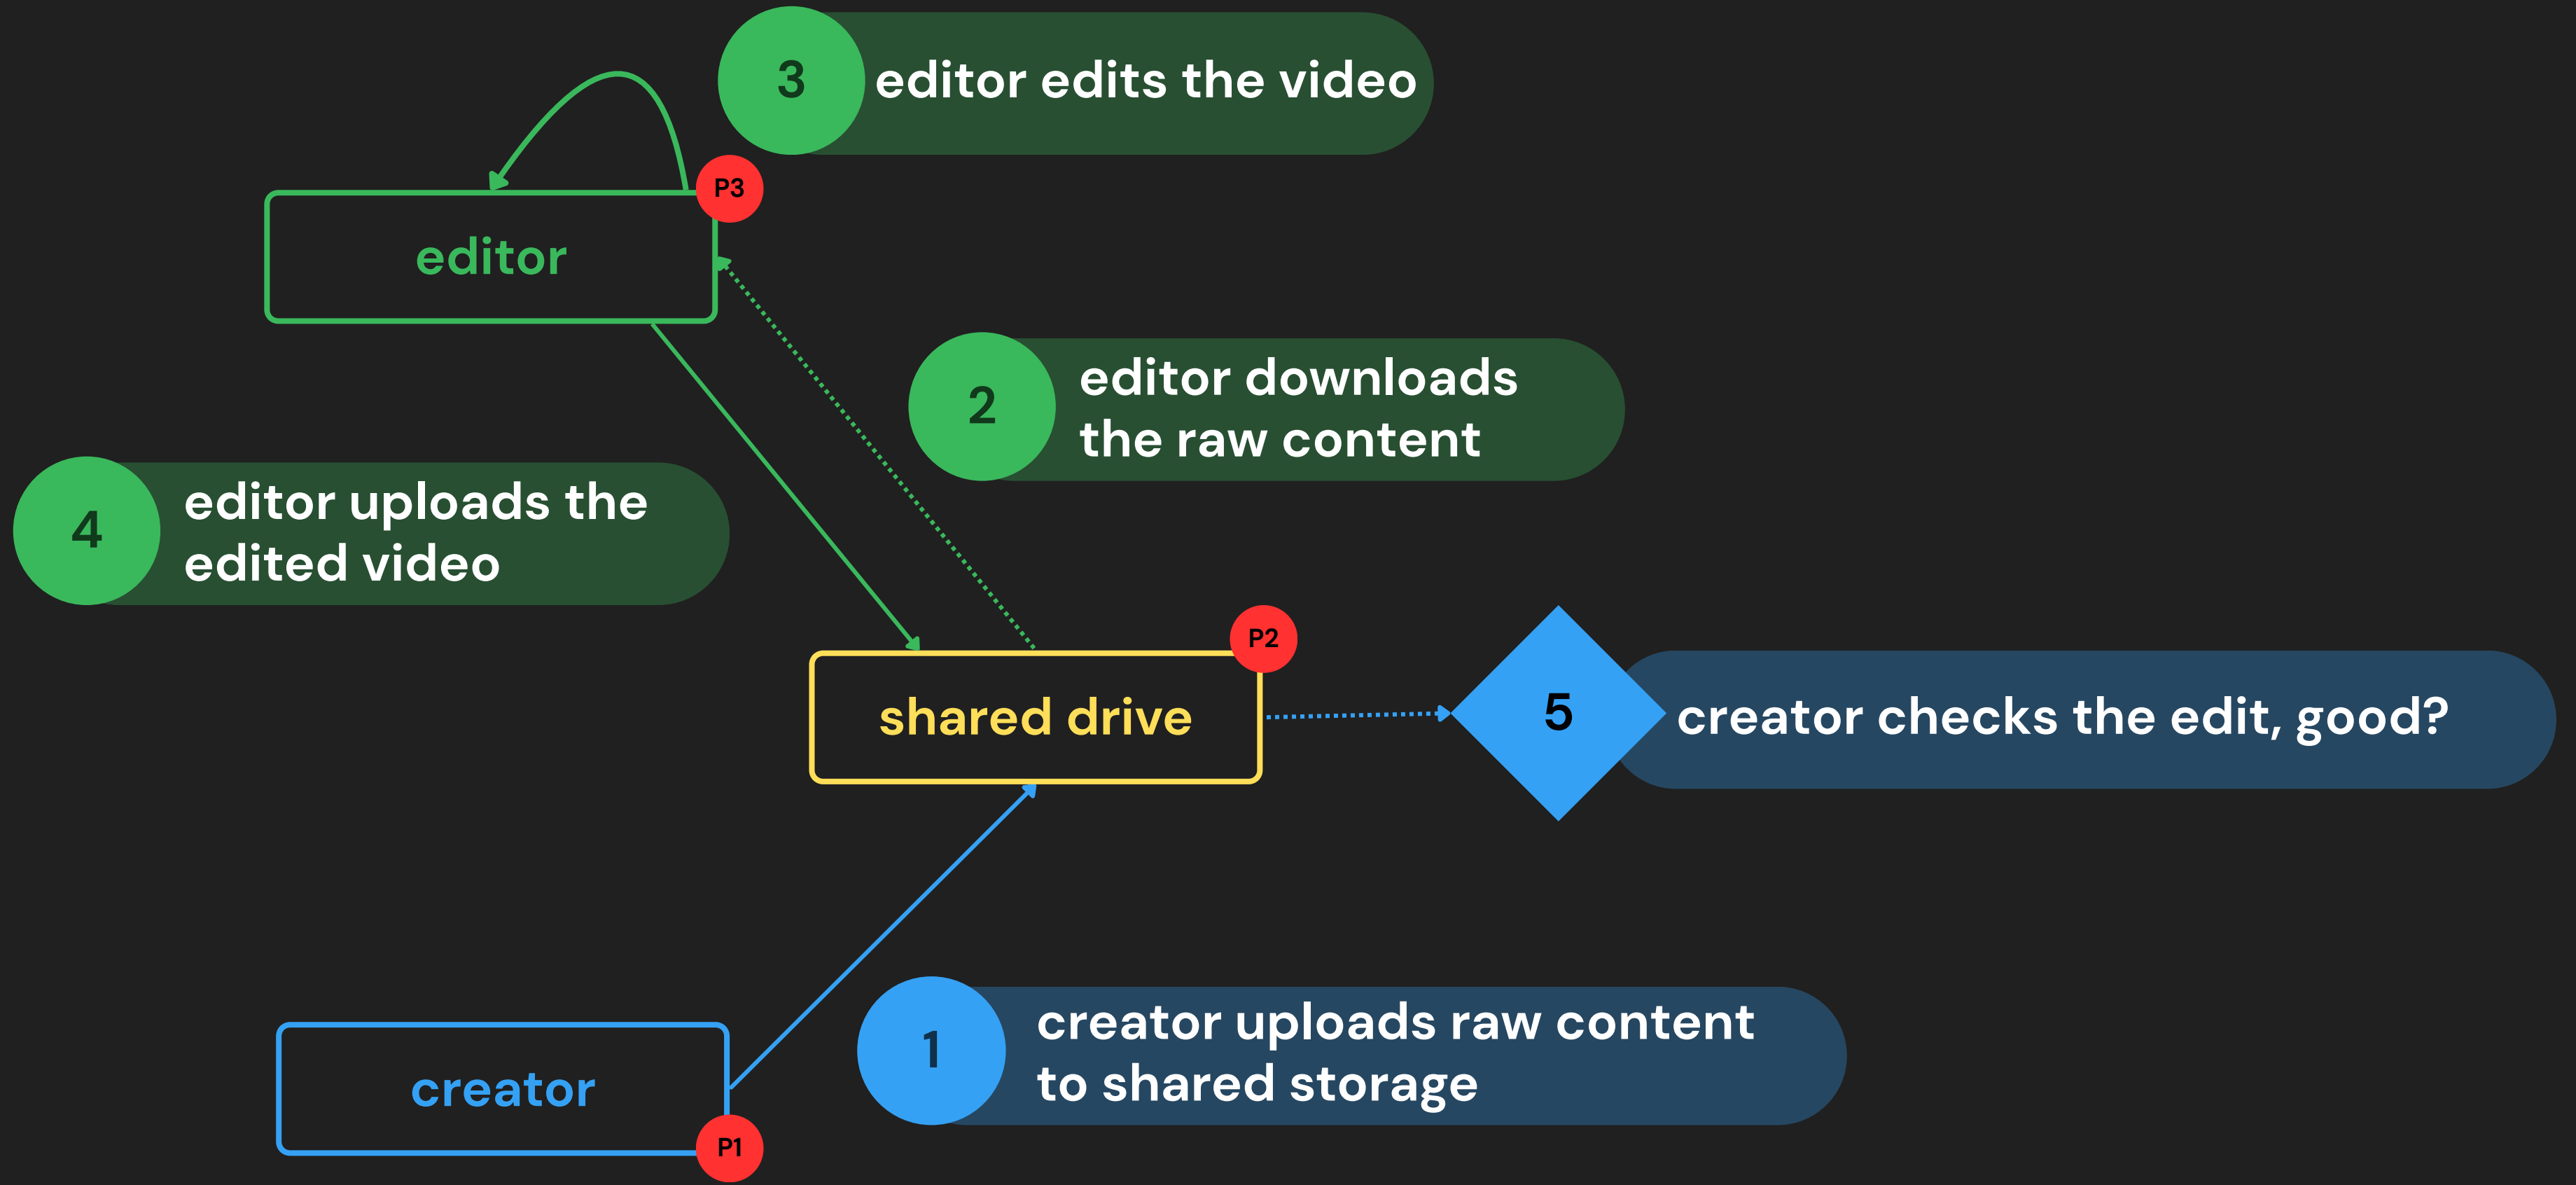 3
editor edits the video
P3
editor
2
editor downloads
the raw content
4
editor uploads the
edited video
P2
shared drive
5
creator checks the edit, good?
1
creator uploads raw content
to shared storage
creator
P1